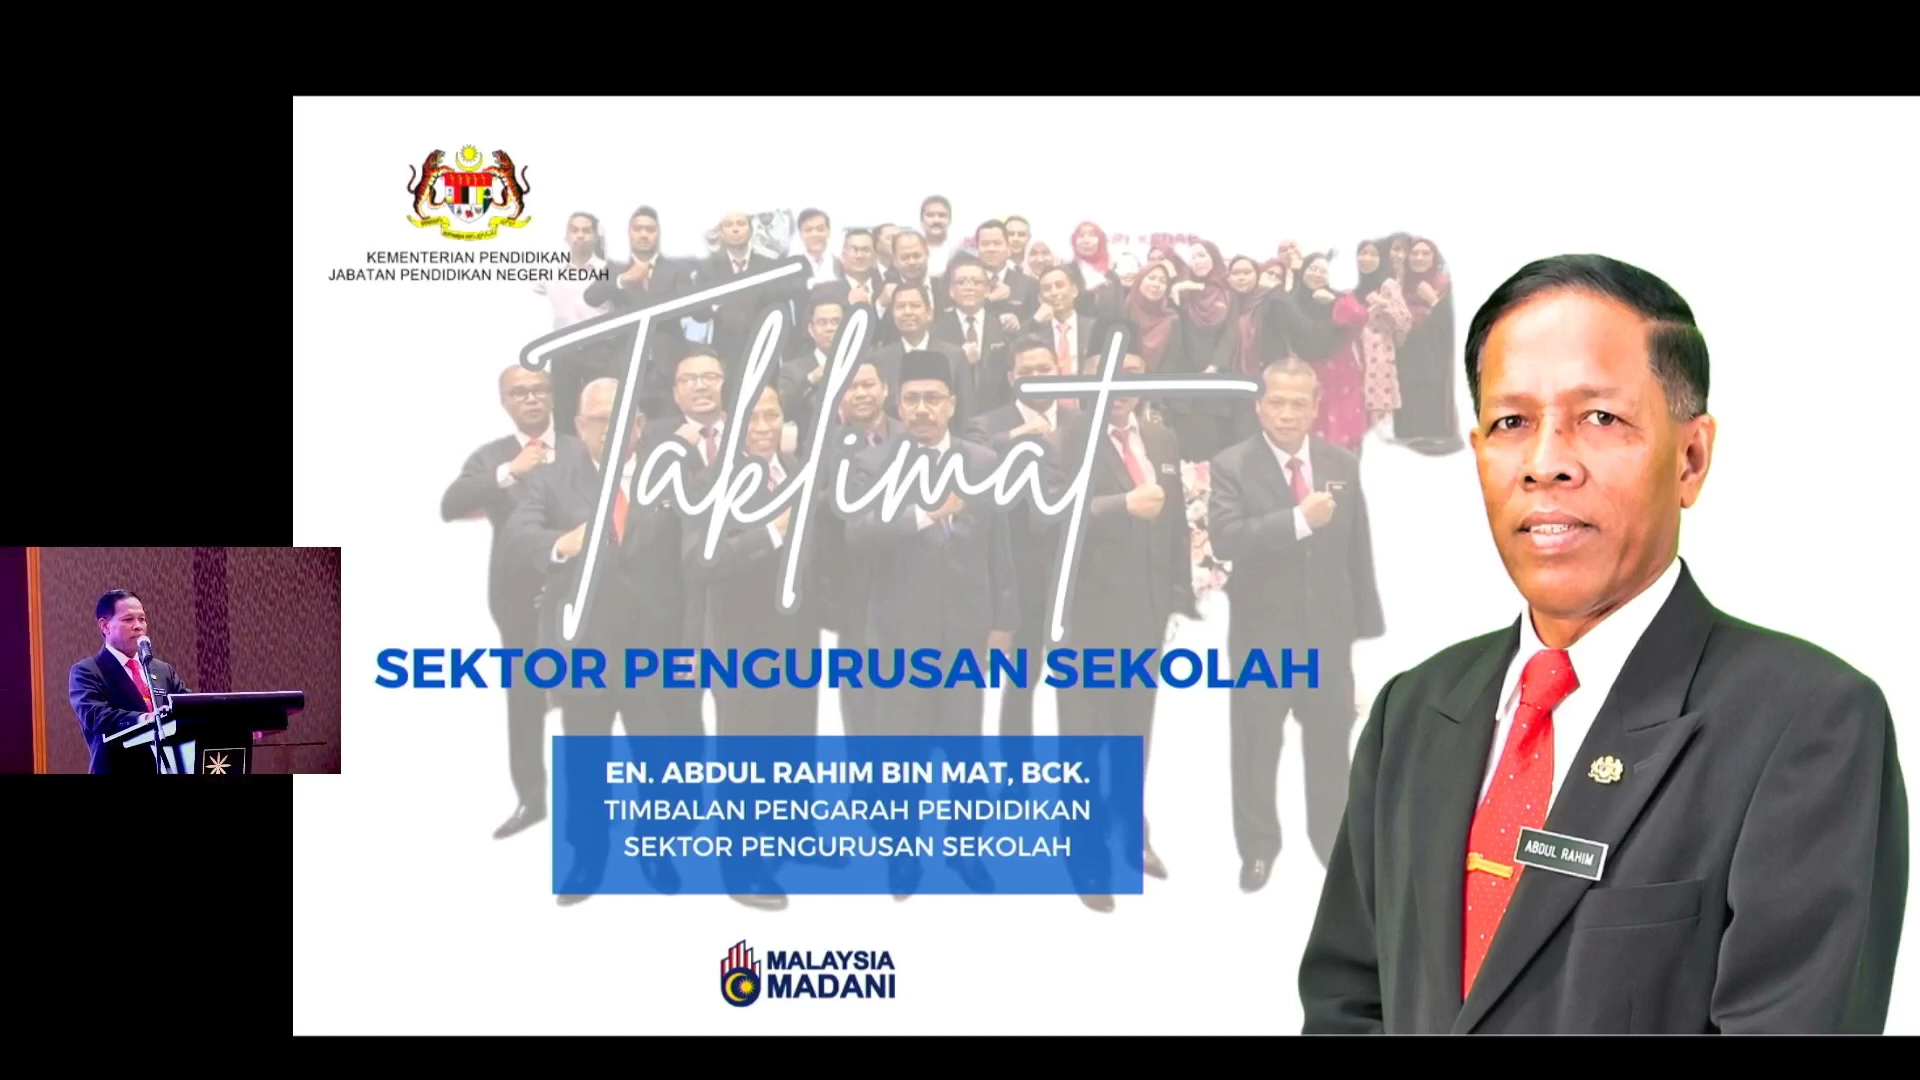 KEMENTERIAN PENDIDIKAN
JABATAN PENDIDIKAN NEGERI KEDAH
Taklimat
SEKTOR PENGURUSAN SEKOLAH
EN. ABDUL RAHIM BIN MAT, BCK.
TIMBALAN PENGARAH PENDIDIKAN
SEKTOR PENGURUSAN SEKOLAH
ABDUL RAHIM
MALAYSIA
MADANI